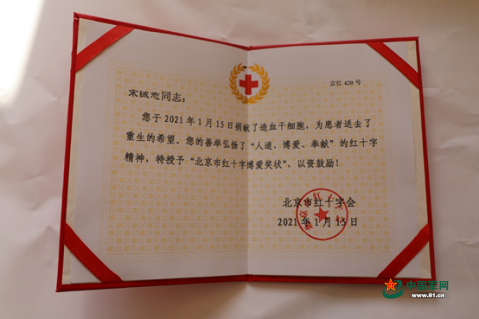 京红 420 号
宋铖志同志:
您于 2021 年 1 月 15 日捐献了造血干细胞,为患者送去了
重生的希望。您的善举弘扬了“人道、博爱、奉献”的红十字
精神,特授予“北京市红十字博爱奖状”,以资鼓励!
北京市红十字会
2021 年 1 月 15 日
中国军网
www.81.cn